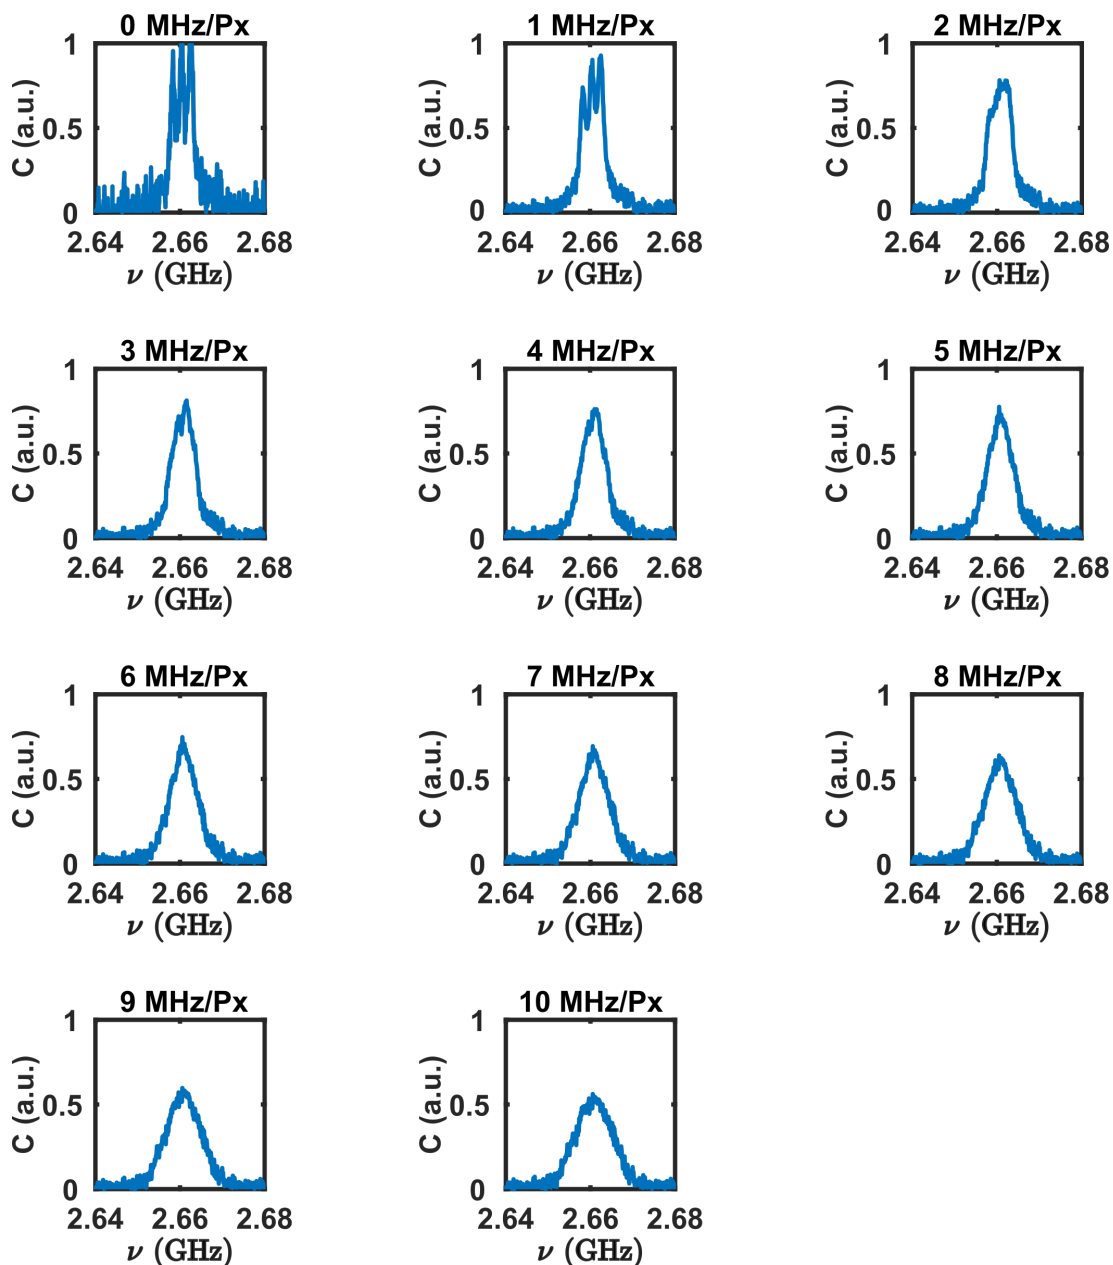 0 MHz/Px
1 MHz/Px
2 MHz/Px
C (a.u.)
1
0.5
0
2.64 2.66 2.68
ν (GHz)
C (a.u.)
1
0.5
0
2.64 2.66 2.68
ν (GHz)
C (a.u.)
1
0.5
0
2.64 2.66 2.68
ν (GHz)
3 MHz/Px
4 MHz/Px
5 MHz/Px
C (a.u.)
1
0.5
0
2.64 2.66 2.68
ν (GHz)
C (a.u.)
1
0.5
0
2.64 2.66 2.68
ν (GHz)
C (a.u.)
1
0.5
0
2.64 2.66 2.68
ν (GHz)
6 MHz/Px
7 MHz/Px
8 MHz/Px
C (a.u.)
1
0.5
0
2.64 2.66 2.68
ν (GHz)
C (a.u.)
1
0.5
0
2.64 2.66 2.68
ν (GHz)
C (a.u.)
1
0.5
0
2.64 2.66 2.68
ν (GHz)
9 MHz/Px
10 MHz/Px
C (a.u.)
1
0.5
0
2.64 2.66 2.68
ν (GHz)
C (a.u.)
1
0.5
0
2.64 2.66 2.68
ν (GHz)